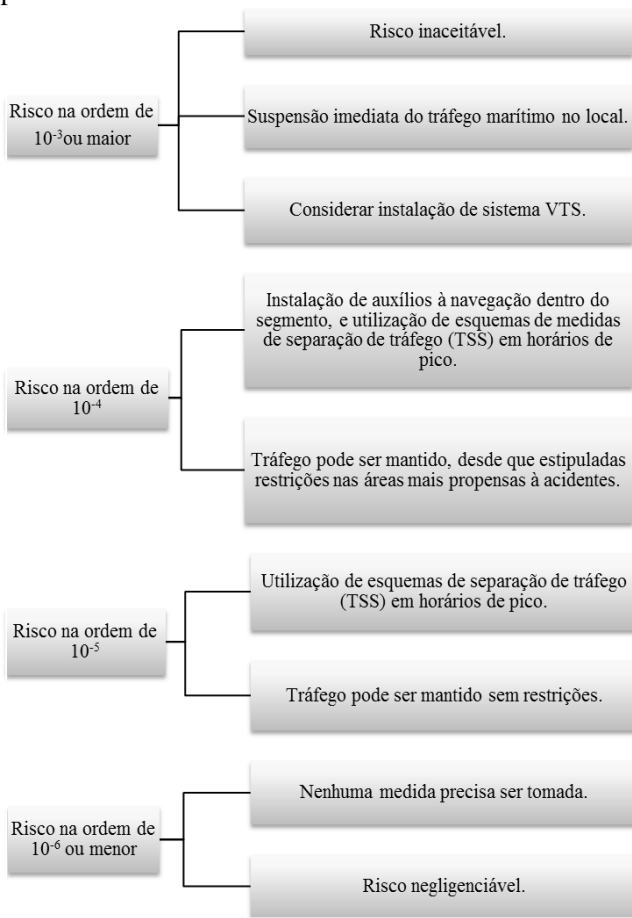 Risco na ordem de
10⁻³ou maior
Risco inaceitável.
Suspensão imediata do tráfego marítimo no local.
Considerar instalação de sistema VTS.
Risco na ordem de
10⁻⁴
Instalação de auxílios à navegação dentro do
segmento, e utilização de esquemas de medidas
de separação de tráfego (TSS) em horários de
pico.
Tráfego pode ser mantido, desde que estipuladas
restrições nas áreas mais propensas à acidentes.
Risco na ordem de
10⁻⁵
Utilização de esquemas de separação de tráfego
(TSS) em horários de pico.
Tráfego pode ser mantido sem restrições.
Risco na ordem de
10⁻⁶ ou menor
Nenhuma medida precisa ser tomada.
Risco negligenciável.